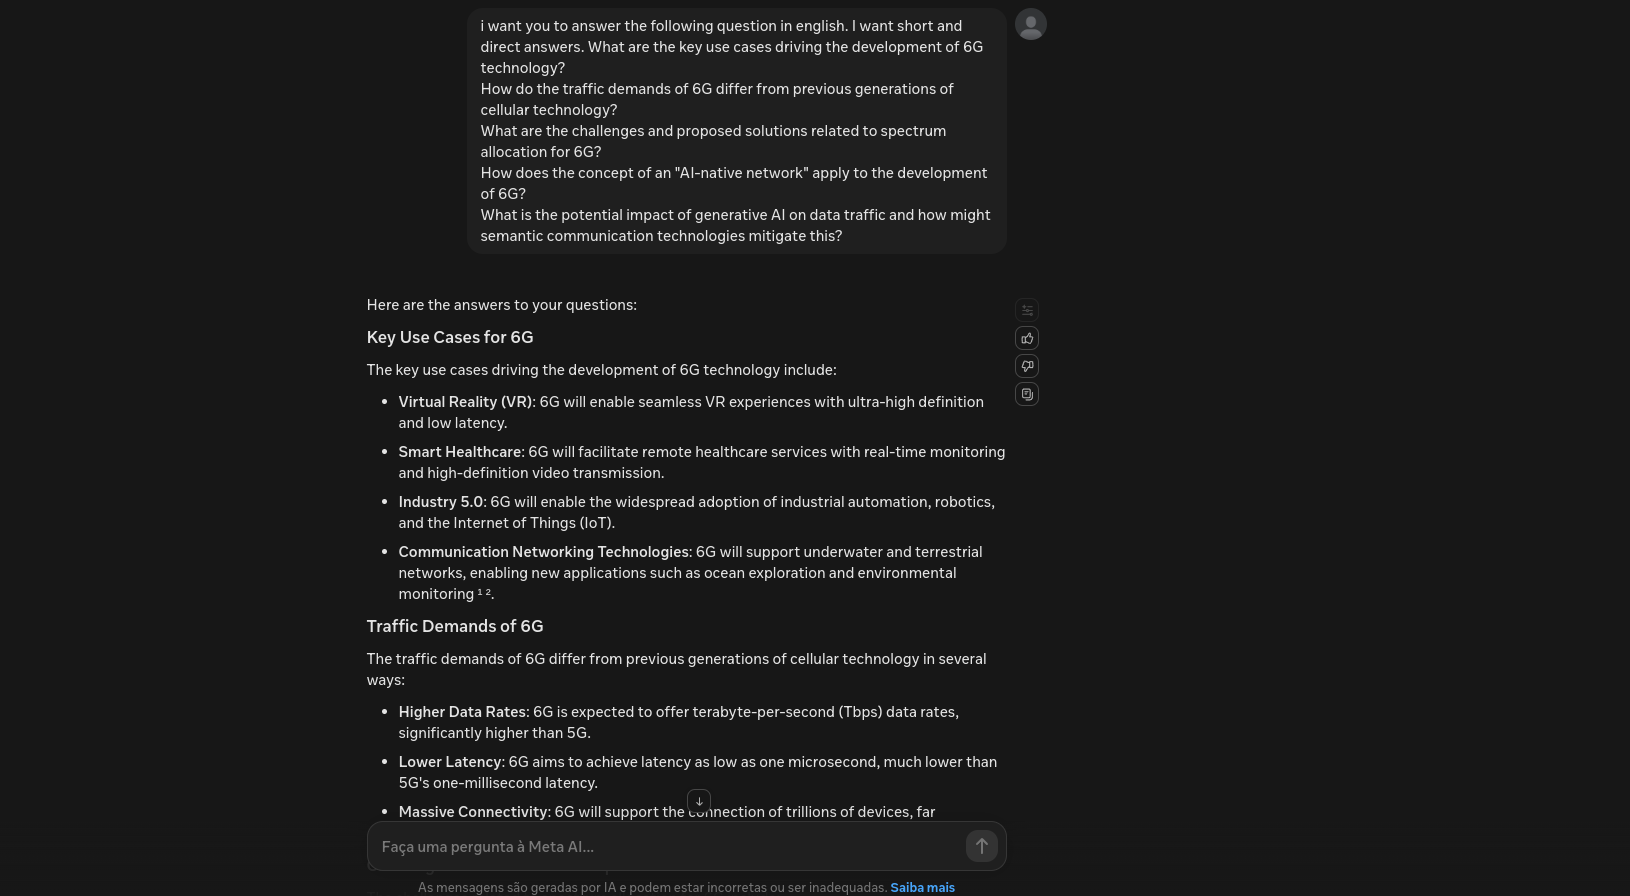 i want you to answer the following question in english. I want short and
direct answers. What are the key use cases driving the development of 6G
technology?
How do the traffic demands of 6G differ from previous generations of
cellular technology?
What are the challenges and proposed solutions related to spectrum
allocation for 6G?
How does the concept of an "AI-native network" apply to the development
of 6G?
What is the potential impact of generative AI on data traffic and how might
semantic communication technologies mitigate this?
Here are the answers to your questions:
Key Use Cases for 6G
The key use cases driving the development of 6G technology include:
• Virtual Reality (VR): 6G will enable seamless VR experiences with ultra-high definition
and low latency.
• Smart Healthcare: 6G will facilitate remote healthcare services with real-time monitoring
and high-definition video transmission.
• Industry 5.0: 6G will enable the widespread adoption of industrial automation, robotics,
and the Internet of Things (IoT).
• Communication Networking Technologies: 6G will support underwater and terrestrial
networks, enabling new applications such as ocean exploration and environmental
monitoring ¹ ².
Traffic Demands of 6G
The traffic demands of 6G differ from previous generations of cellular technology in several
ways:
• Higher Data Rates: 6G is expected to offer terabyte-per-second (Tbps) data rates,
significantly higher than 5G.
• Lower Latency: 6G aims to achieve latency as low as one microsecond, much lower than
5G's one-millisecond latency.
• Massive Connectivity: 6G will support the connection of trillions of devices, far
Faça uma pergunta à Meta AI...
As mensagens são geradas por IA e podem estar incorretas ou ser inadequadas. Saiba mais